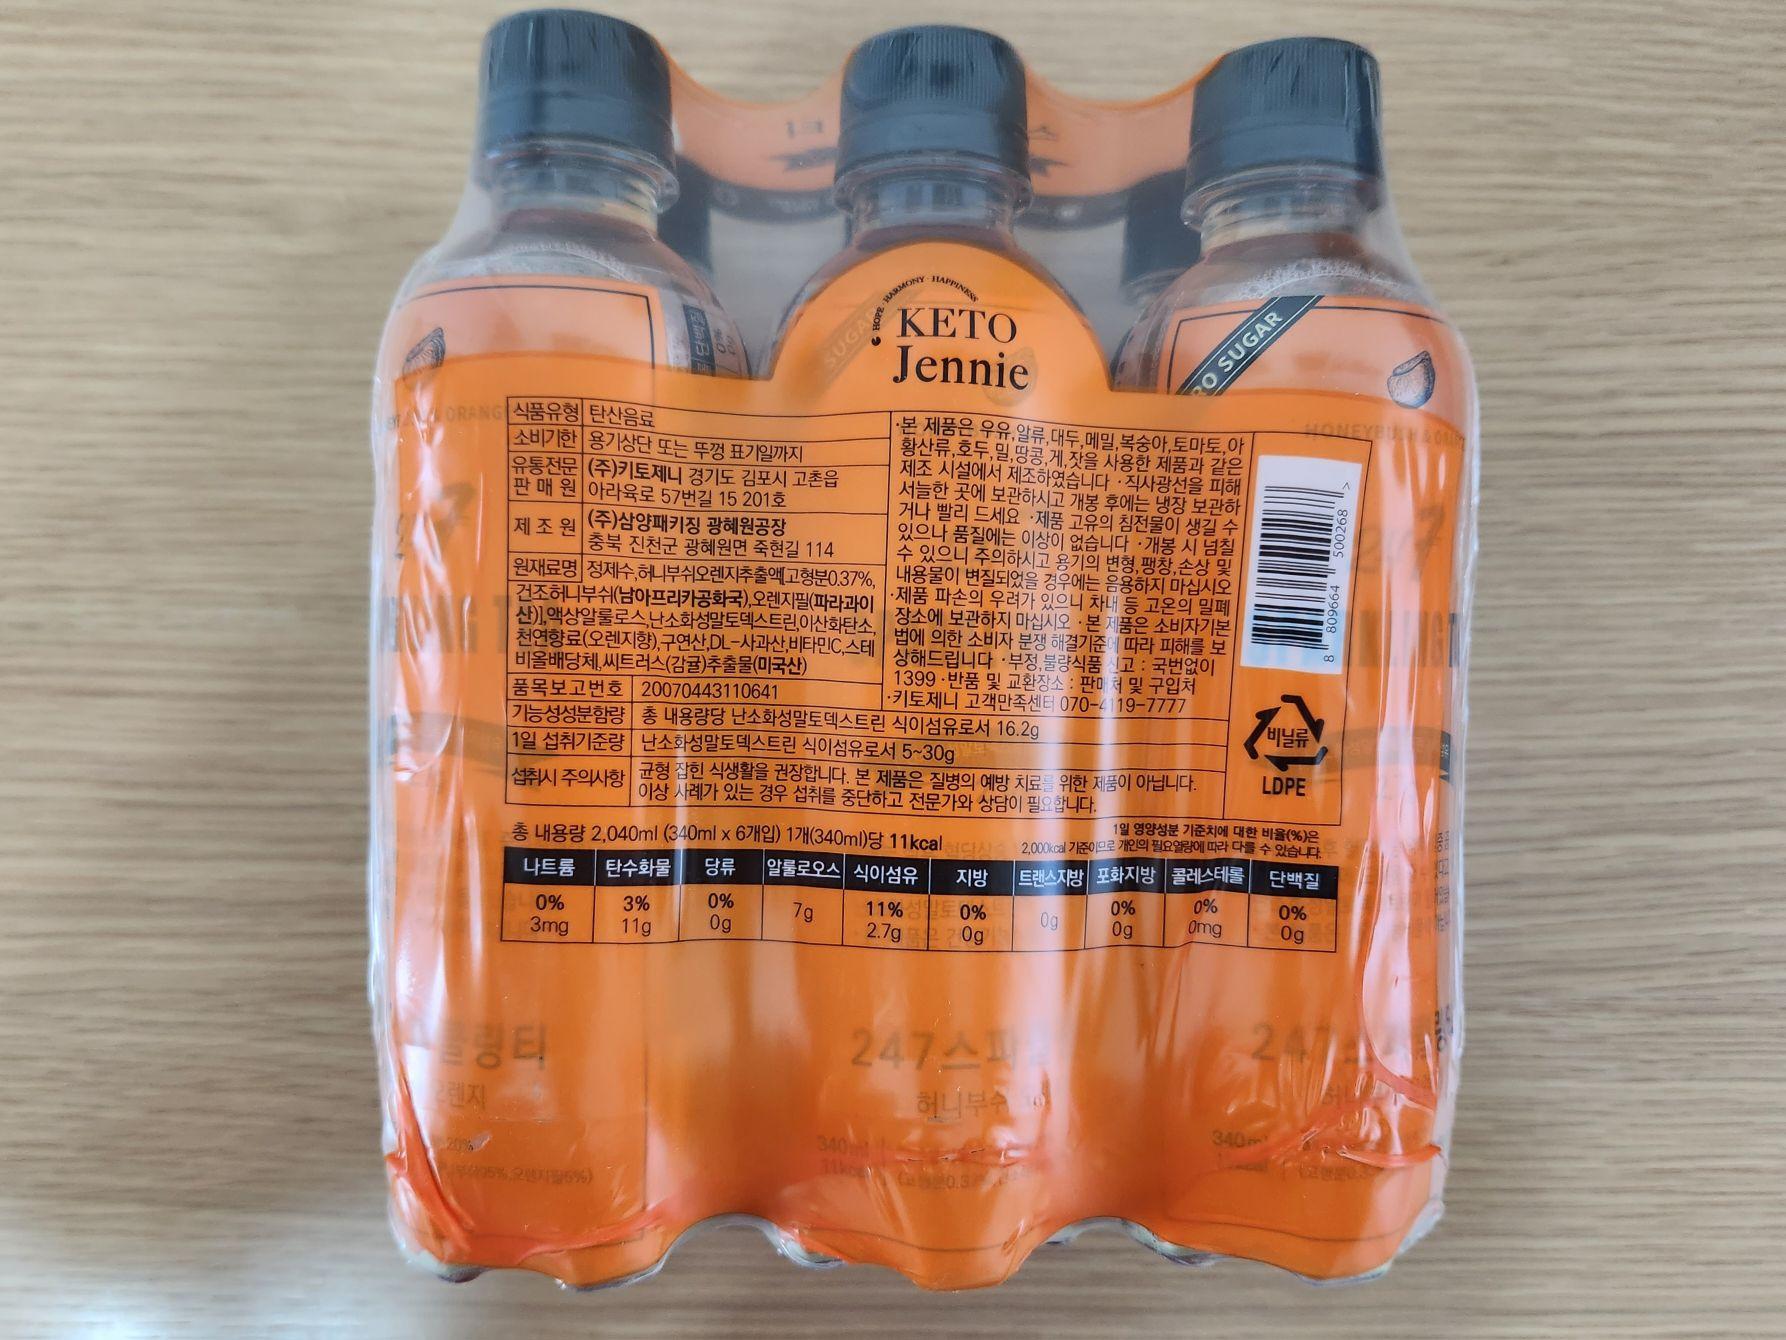 HOPE · HARMONY · HAPPINESS
KETO
Jennie
SUGAR
RO SUGAR
단백질
0%
ORANG
HONEYBUSH & ORA
식품유형 탄산음료
소비기한 용기상단 또는 뚜껑 표기일까지
유통전문 판매원 (주)키토제니 경기도 김포시 고촌읍
아라육로 57번길 15 201호
제조원 (주)삼양패키징 광혜원공장
충북 진천군 광혜원면 죽현길 114
원재료명 정제수,허니부쉬오렌지추출액[고형분0.37%,
건조허니부쉬(남아프리카공화국),오렌지필(파라과이
산)],액상알룰로스,난소화성말토덱스트린,이산화탄소,
천연향료(오렌지향),구연산,DL-사과산,비타민C,스테
비올배당체,씨트러스(감귤)추출물(미국산)
품목보고번호 20070443110641
기능성성분함량 총 내용량당 난소화성말토덱스트린 식이섬유로서 16.2g
1일 섭취기준량 난소화성말토덱스트린 식이섬유로서 5~30g
섭취시 주의사항 균형 잡힌 식생활을 권장합니다. 본 제품은 질병의 예방 치료를 위한 제품이 아닙니다.
이상 사례가 있는 경우 섭취를 중단하고 전문가와 상담이 필요합니다.
·본 제품은 우유,알류,대두,메밀,복숭아,토마토,아
황산류,호두,밀,땅콩,게,잣을 사용한 제품과 같은
제조 시설에서 제조하였습니다 ·직사광선을 피해
서늘한 곳에 보관하시고 개봉 후에는 냉장 보관하
거나 빨리 드세요 ·제품 고유의 침전물이 생길 수
있으나 품질에는 이상이 없습니다 ·개봉 시 넘칠
수 있으니 주의하시고 용기의 변형,팽창,손상 및
내용물이 변질되었을 경우에는 음용하지 마십시오
·제품 파손의 우려가 있으니 차내 등 고온의 밀폐
장소에 보관하지 마십시오 ·본 제품은 소비자기본
법에 의한 소비자 분쟁 해결기준에 따라 피해를 보
상해드립니다 ·부정,불량식품 신고 : 국번없이
1399 ·반품 및 교환장소 : 판매처 및 구입처
·키토제니 고객만족센터 070-4119-7777
8 809664 500268 >
비닐류
LDPE
총 내용량 2,040ml (340ml x 6개입) 1개(340ml)당 11kcal
1일 영양성분 기준치에 대한 비율(%)은
2,000kcal 기준이므로 개인의 필요열량에 따라 다를 수 있습니다.
나트륨 탄수화물 당류 알룰로오스 식이섬유 지방 트랜스지방 포화지방 콜레스테롤 단백질
0% 3% 0% 7g 11% 0% 0g 0% 0% 0%
3mg 11g 0g 2.7g 0g 0g 0mg 0g
링티
247스파
247
오렌지
허니부쉬
340ml
340ml
11kcal